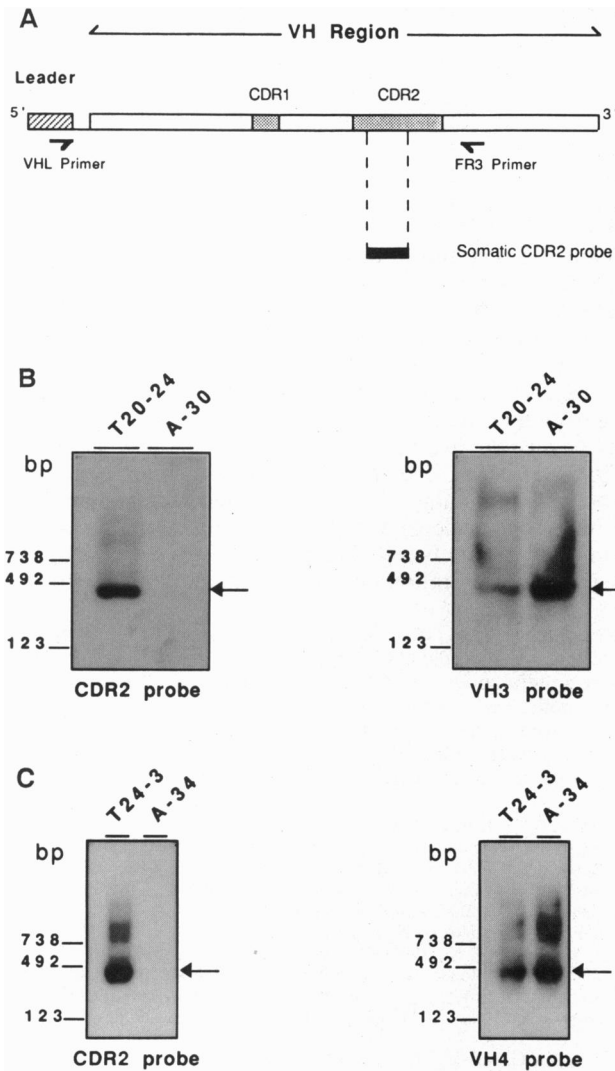 A
VH Region
Leader
CDR1
CDR2
5'
3'
VHL Primer
FR3 Primer
Somatic CDR2 probe
B
T20-24
A-30
T20-24
A-30
bp
bp
738
738
492
492
123
123
CDR2 probe
VH3 probe
C
T24-3
A-34
T24-3
A-34
bp
bp
738
738
492
492
123
123
CDR2 probe
VH4 probe